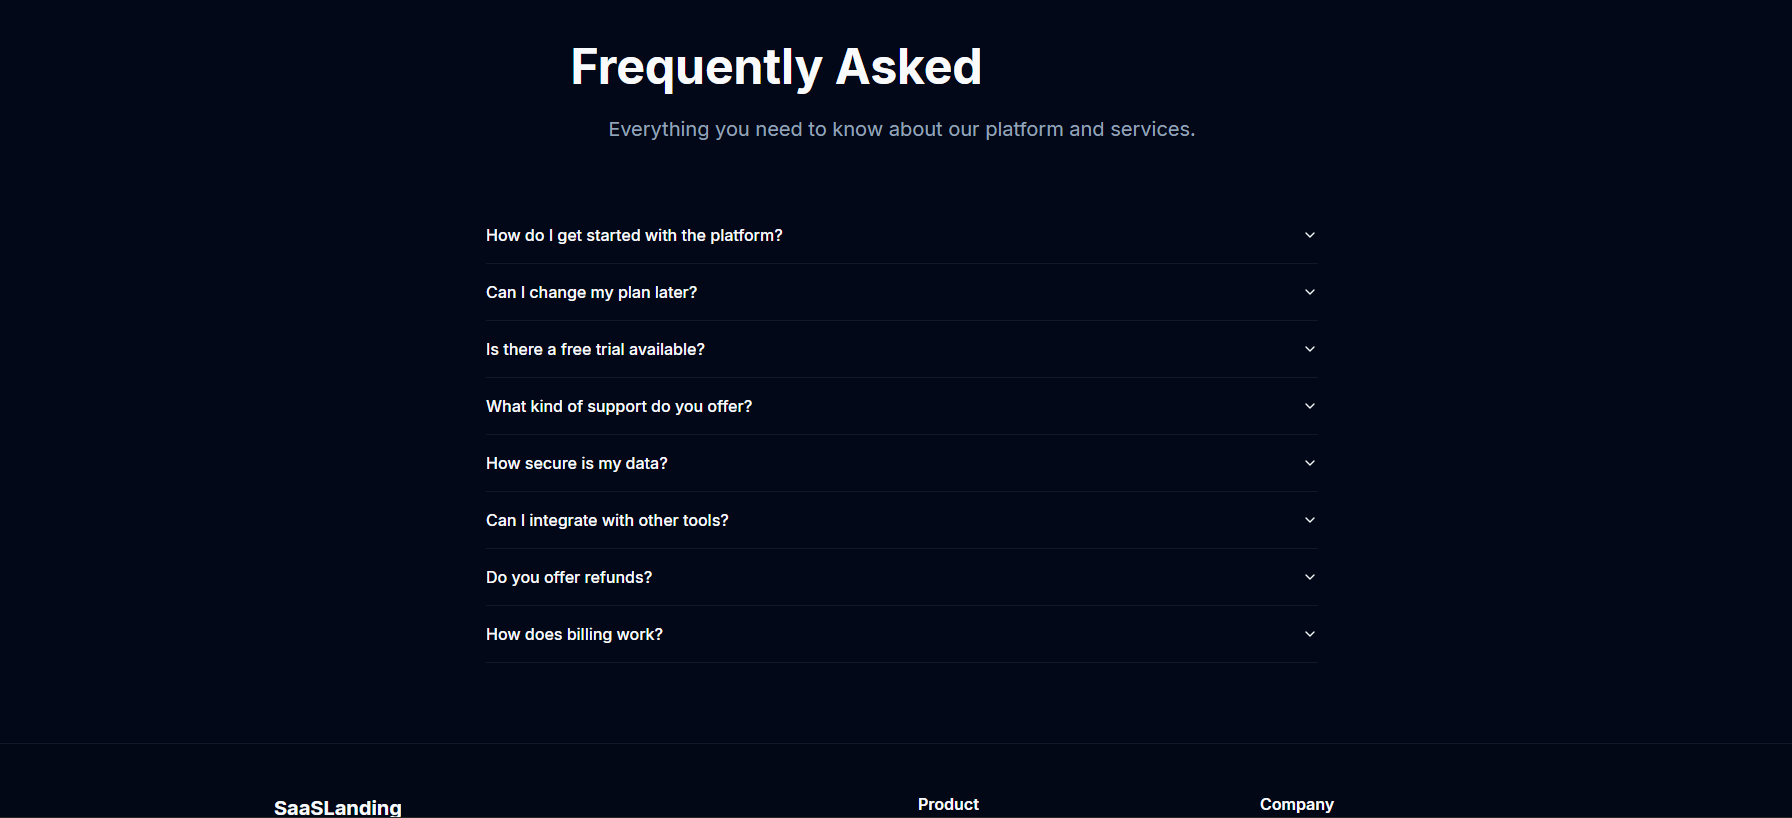 Frequently Asked
Everything you need to know about our platform and services.
How do I get started with the platform?
Can I change my plan later?
Is there a free trial available?
What kind of support do you offer?
How secure is my data?
Can I integrate with other tools?
Do you offer refunds?
How does billing work?
SaaSLanding
Product
Company